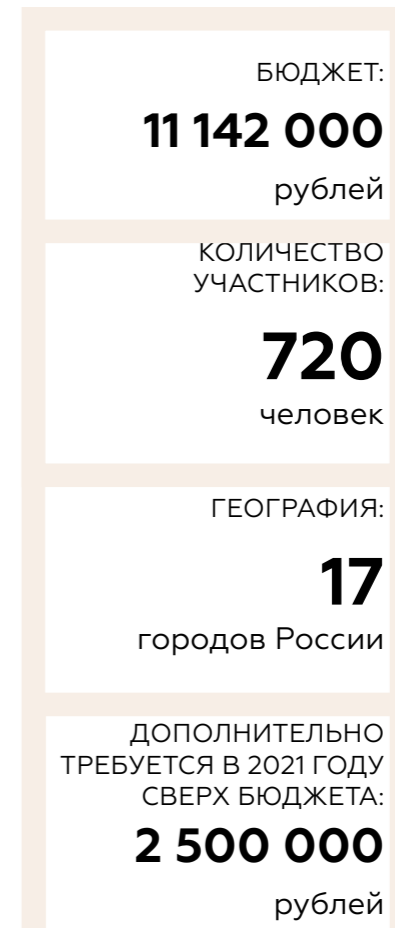 БЮДЖЕТ:
11 142 000
рублей
КОЛИЧЕСТВО
УЧАСТНИКОВ:
720
человек
ГЕОГРАФИЯ:
17
городов России
ДОПОЛНИТЕЛЬНО
ТРЕБУЕТСЯ В 2021 ГОДУ
СВЕРХ БЮДЖЕТА:
2 500 000
рублей